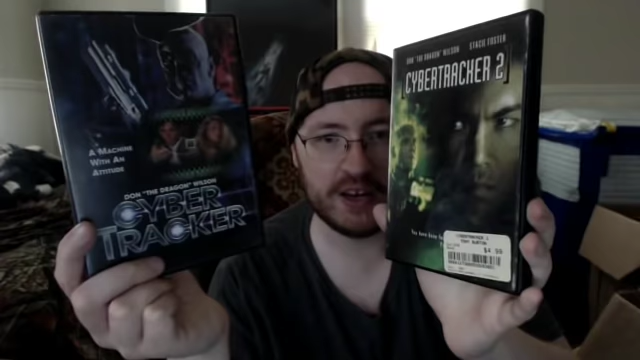 A MACHINE
WITH AN
ATTITUDE
DON "THE DRAGON" WILSON
CYBER
TRACKER
DON "THE DRAGON" WILSON STACIE FOSTER
[CYBERTRACKER 2]
CYBERTRACKER 2
$4.99